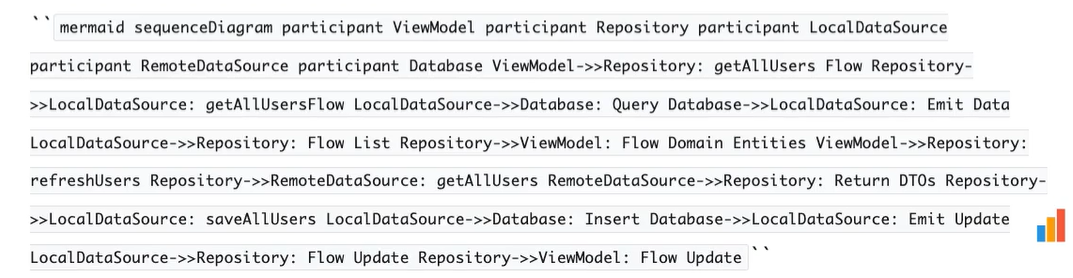 ``mermaid sequenceDiagram participant ViewModel participant Repository participant LocalDataSource
participant RemoteDataSource participant Database ViewModel->>Repository: getAllUsers Flow Repository-
>>LocalDataSource: getAllUsersFlow LocalDataSource->>Database: Query Database->>LocalDataSource: Emit Data
LocalDataSource->>Repository: Flow List Repository->>ViewModel: Flow Domain Entities ViewModel->>Repository:
refreshUsers Repository->>RemoteDataSource: getAllUsers RemoteDataSource->>Repository: Return DTOs Repository-
>>LocalDataSource: saveAllUsers LocalDataSource->>Database: Insert Database->>LocalDataSource: Emit Update
LocalDataSource->>Repository: Flow Update Repository->>ViewModel: Flow Update``